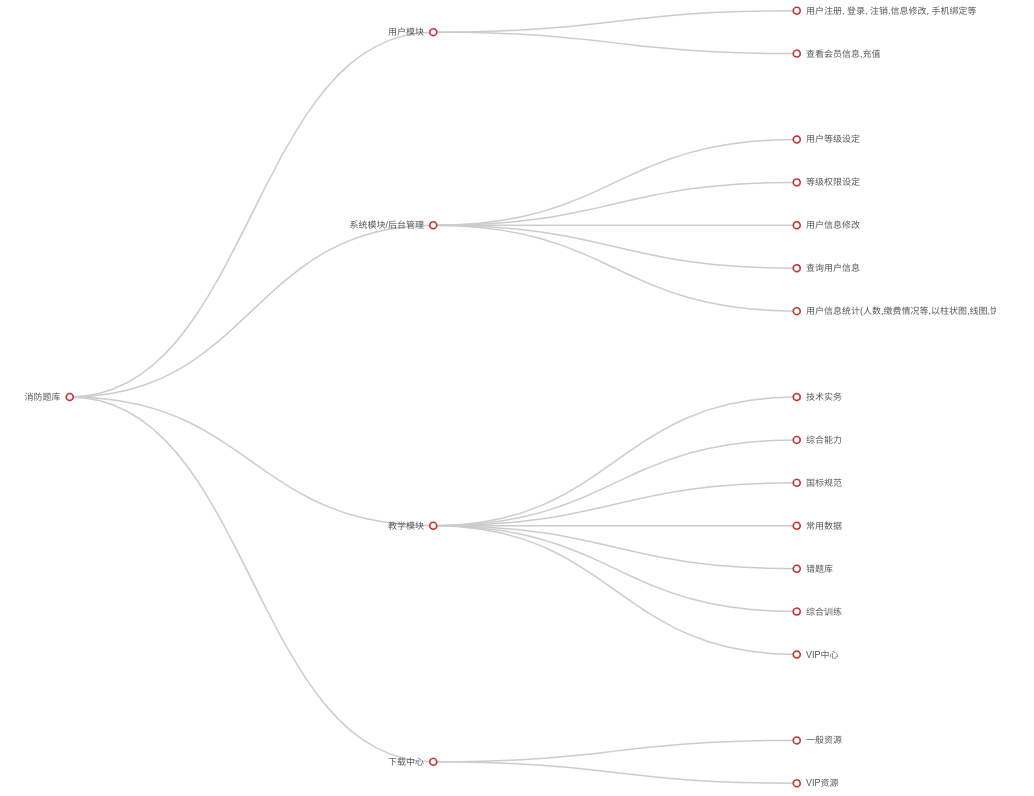 用户注册, 登录, 注销.信息修改, 手机绑定等
用户模块
查看会员信息,充值
用户等级设定
等级权限设定
系统模块/后台管理
用户信息修改
查询用户信息
用户信息统计(人数,缴费情况等,以柱状图,线图,
消防题库
技术实务
综合能力
国标规范
教学模块
常用数据
错题库
综合训练
VIP中心
一般资源
下载中心
VIP资源